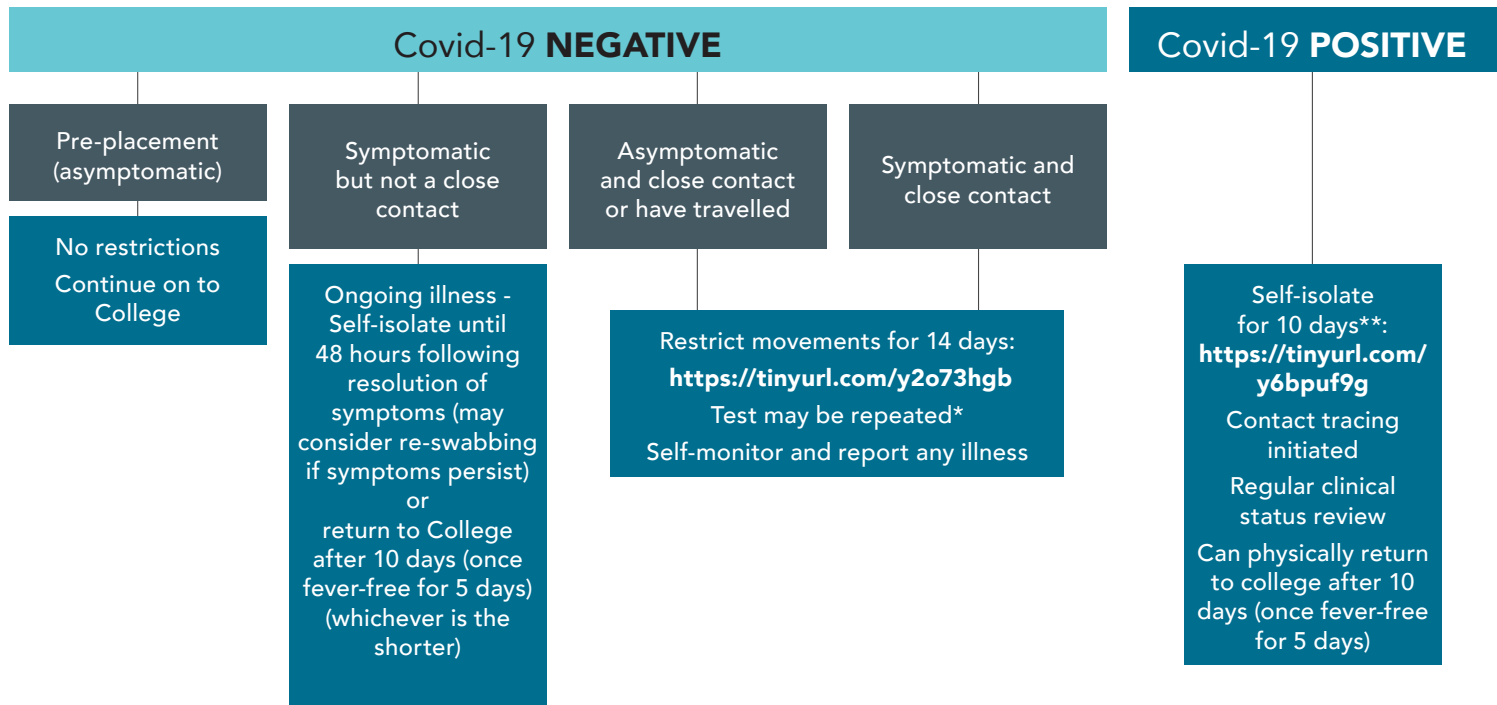 Covid-19 NEGATIVE
Covid-19 POSITIVE
Pre-placement
(asymptomatic)
No restrictions
Continue on to
College
Symptomatic
but not a close
contact
Ongoing illness -
Self-isolate until
48 hours following
resolution of
symptoms (may
consider re-swabbing
if symptoms persist)
or
return to College
after 10 days (once
fever-free for 5 days)
(whichever is the
shorter)
Asymptomatic
and close contact
or have travelled
Symptomatic and
close contact
Restrict movements for 14 days:
https://tinyurl.com/y2o73hgb
Test may be repeated*
Self-monitor and report any illness
Self-isolate
for 10 days**:
https://tinyurl.com/
y6bpuf9g
Contact tracing
initiated
Regular clinical
status review
Can physically return
to college after 10
days (once fever-free
for 5 days)